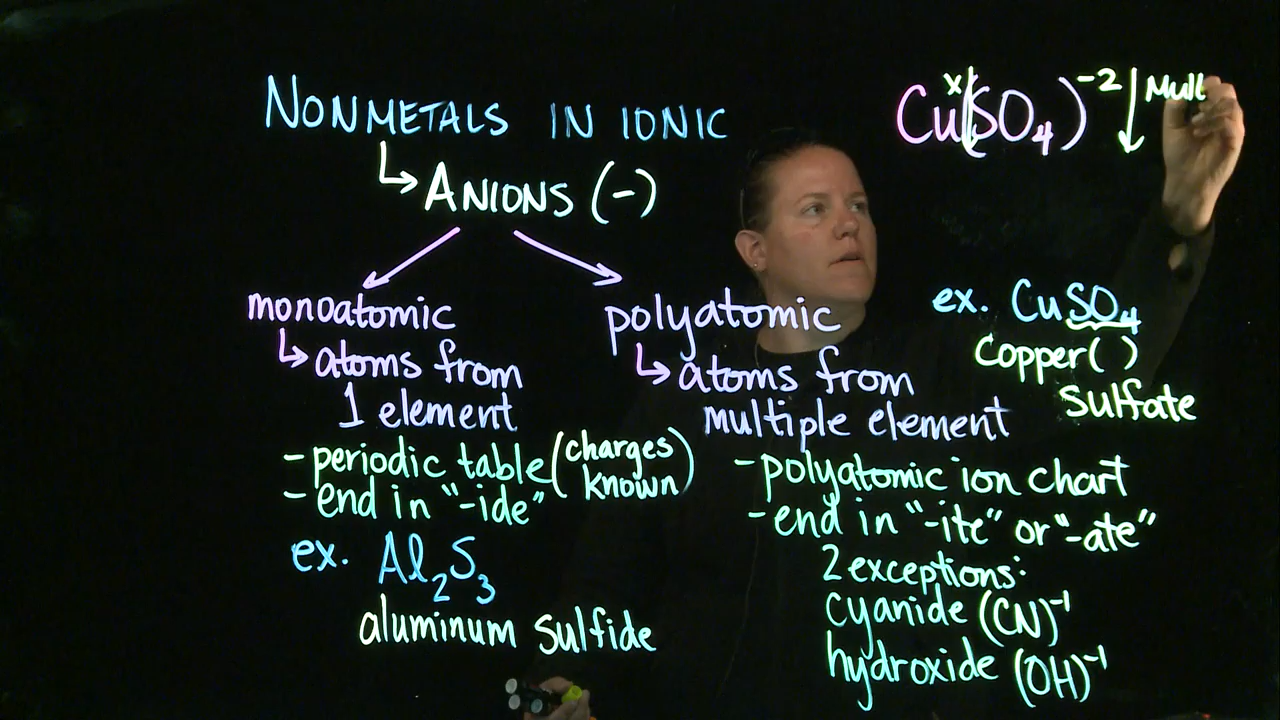 NONMETALS IN IONIC
↳ ANIONS (-)
monoatomic
↳ atoms from
1 element
- periodic table (charges known)
- end in "-ide"
ex. Al₂S₃
aluminum sulfide
polyatomic
↳ atoms from
multiple element
- polyatomic ion chart
- end in "-ite" or "-ate"
2 exceptions:
cyanide (CN)⁻¹
hydroxide (OH)⁻¹
Cuˣ(SO₄)⁻² ↓ Mult
ex. CuSO₄
Copper( )
Sulfate